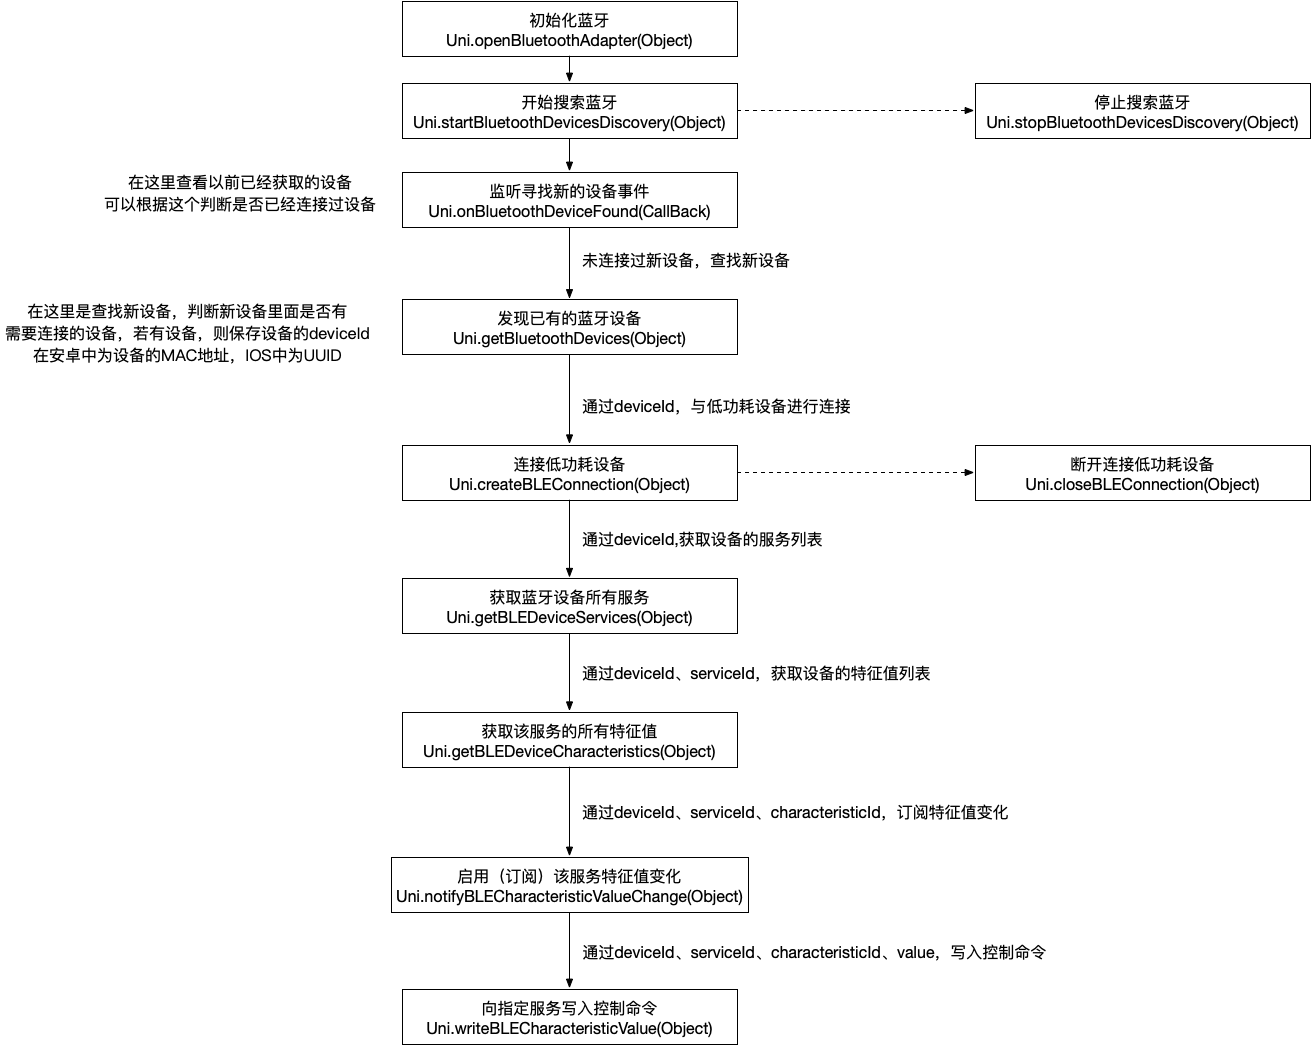 初始化蓝牙
Uni.openBluetoothAdapter(Object)
开始搜索蓝牙
Uni.startBluetoothDevicesDiscovery(Object)
停止搜索蓝牙
Uni.stopBluetoothDevicesDiscovery(Object)
在这里查看以前已经获取的设备
可以根据这个判断是否已经连接过设备
监听寻找新的设备事件
Uni.onBluetoothDeviceFound(CallBack)
未连接过新设备，查找新设备
在这里是查找新设备，判断新设备里面是否有
需要连接的设备，若有设备，则保存设备的deviceId
在安卓中为设备的MAC地址，IOS中为UUID
发现已有的蓝牙设备
Uni.getBluetoothDevices(Object)
通过deviceId，与低功耗设备进行连接
连接低功耗设备
Uni.createBLEConnection(Object)
断开连接低功耗设备
Uni.closeBLEConnection(Object)
通过deviceId,获取设备的服务列表
获取蓝牙设备所有服务
Uni.getBLEDeviceServices(Object)
通过deviceId、serviceId，获取设备的特征值列表
获取该服务的所有特征值
Uni.getBLEDeviceCharacteristics(Object)
通过deviceId、serviceId、characteristicId，订阅特征值变化
启用（订阅）该服务特征值变化
Uni.notifyBLECharacteristicValueChange(Object)
通过deviceId、serviceId、characteristicId、value，写入控制命令
向指定服务写入控制命令
Uni.writeBLECharacteristicValue(Object)